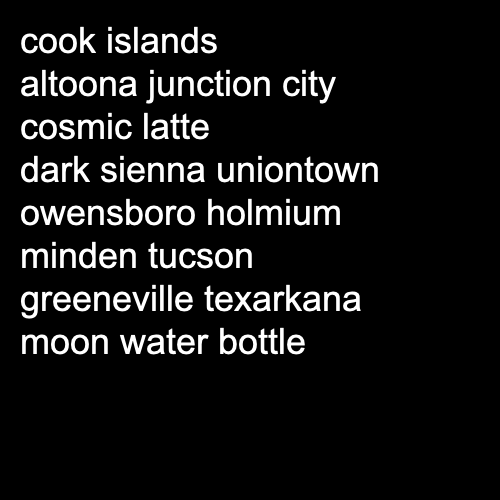 cook islands
altoona junction city
cosmic latte
dark sienna uniontown
owensboro holmium
minden tucson
greeneville texarkana
moon water bottle